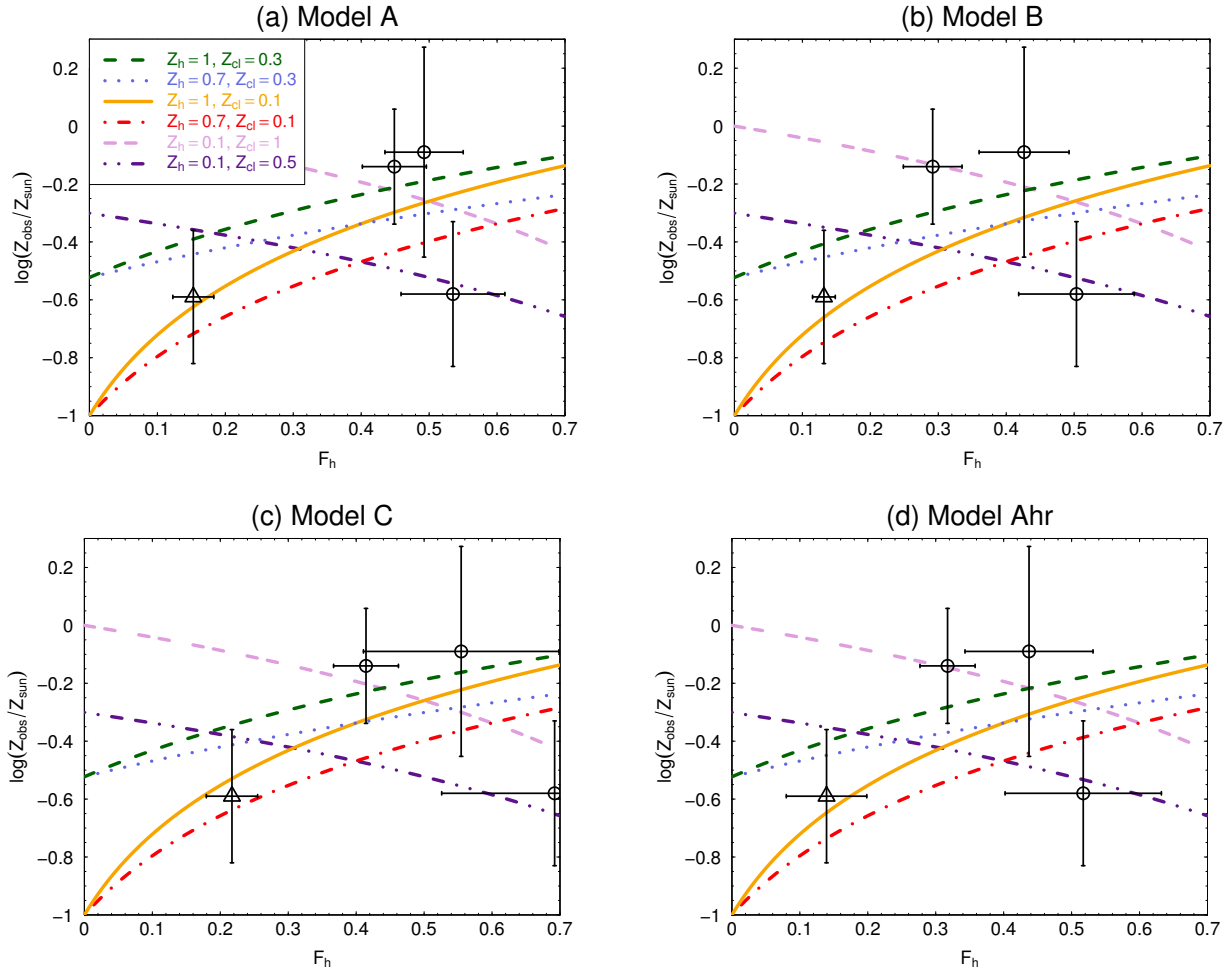 (a) Model A
Z_h = 1, Z_cl = 0.3
Z_h = 0.7, Z_cl = 0.3
Z_h = 1, Z_cl = 0.1
Z_h = 0.7, Z_cl = 0.1
Z_h = 0.1, Z_cl = 1
Z_h = 0.1, Z_cl = 0.5
log(Z_obs/Z_sun)
0.2
0
−0.2
−0.4
−0.6
−0.8
−1
0 0.1 0.2 0.3 0.4 0.5 0.6 0.7
F_h
(b) Model B
log(Z_obs/Z_sun)
0.2
0
−0.2
−0.4
−0.6
−0.8
−1
0 0.1 0.2 0.3 0.4 0.5 0.6 0.7
F_h
(c) Model C
log(Z_obs/Z_sun)
0.2
0
−0.2
−0.4
−0.6
−0.8
−1
0 0.1 0.2 0.3 0.4 0.5 0.6 0.7
F_h
(d) Model Ahr
log(Z_obs/Z_sun)
0.2
0
−0.2
−0.4
−0.6
−0.8
−1
0 0.1 0.2 0.3 0.4 0.5 0.6 0.7
F_h